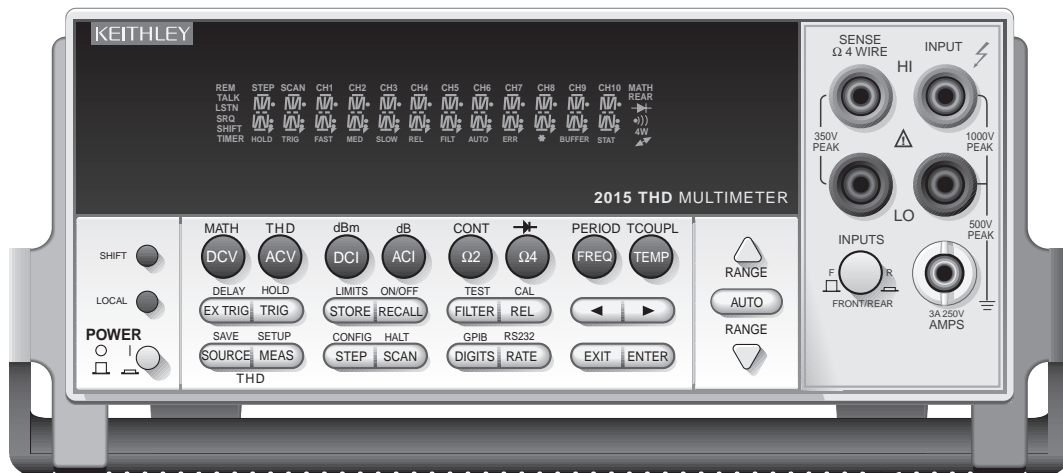 KEITHLEY
REM STEP SCAN CH1 CH2 CH3 CH4 CH5 CH6 CH7 CH8 CH9 CH10 MATH
TALK REAR
LSTN
SRQ
SHIFT 4W
TIMER HOLD TRIG FAST MED SLOW REL FILT AUTO ERR BUFFER STAT
2015 THD MULTIMETER
SENSE
Ω 4 WIRE
INPUT
HI
350V
PEAK
1000V
PEAK
LO
500V
PEAK
INPUTS
F R
FRONT/REAR
3A 250V
AMPS
SHIFT
LOCAL
POWER
O I
MATH THD dBm dB CONT PERIOD TCOUPL
DCV ACV DCI ACI Ω2 Ω4 FREQ TEMP
DELAY HOLD LIMITS ON/OFF TEST CAL
EX TRIG TRIG STORE RECALL FILTER REL
SAVE SETUP CONFIG HALT GPIB RS232
SOURCE MEAS STEP SCAN DIGITS RATE EXIT ENTER
THD
RANGE
AUTO
RANGE